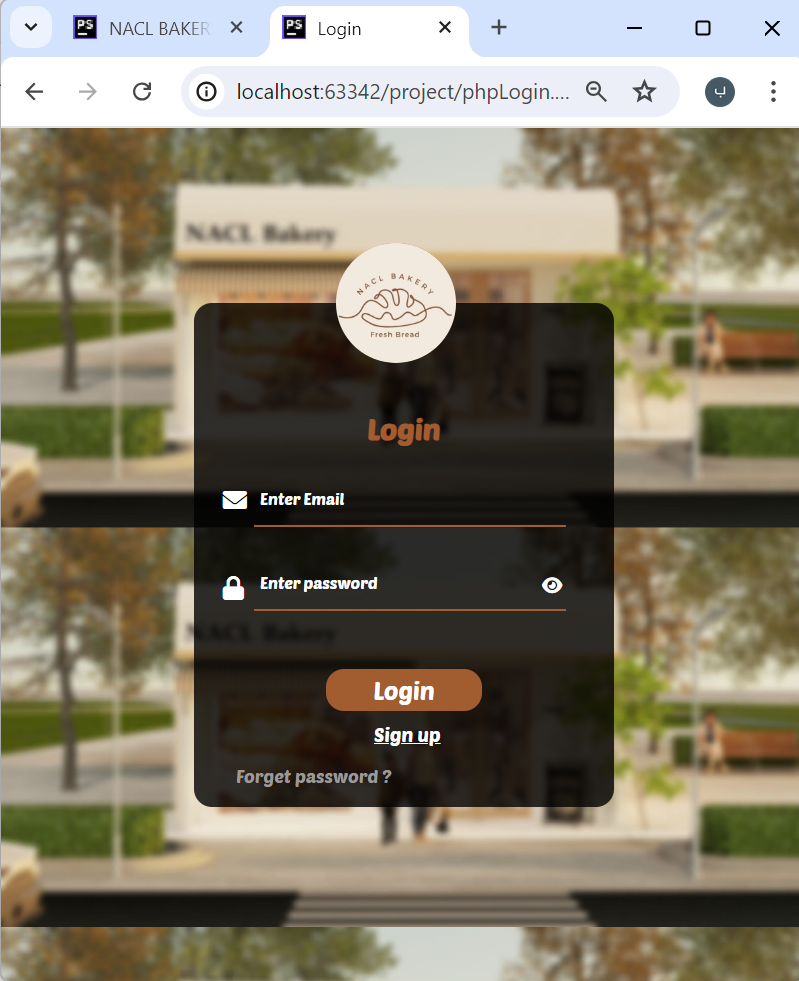 NACL BAKER
Login
localhost:63342/project/phpLogin....
NACL Bakery
NACL BAKERY
Fresh Bread
Login
Enter Email
Enter password
NACL Bakery
Login
Sign up
Forget password ?